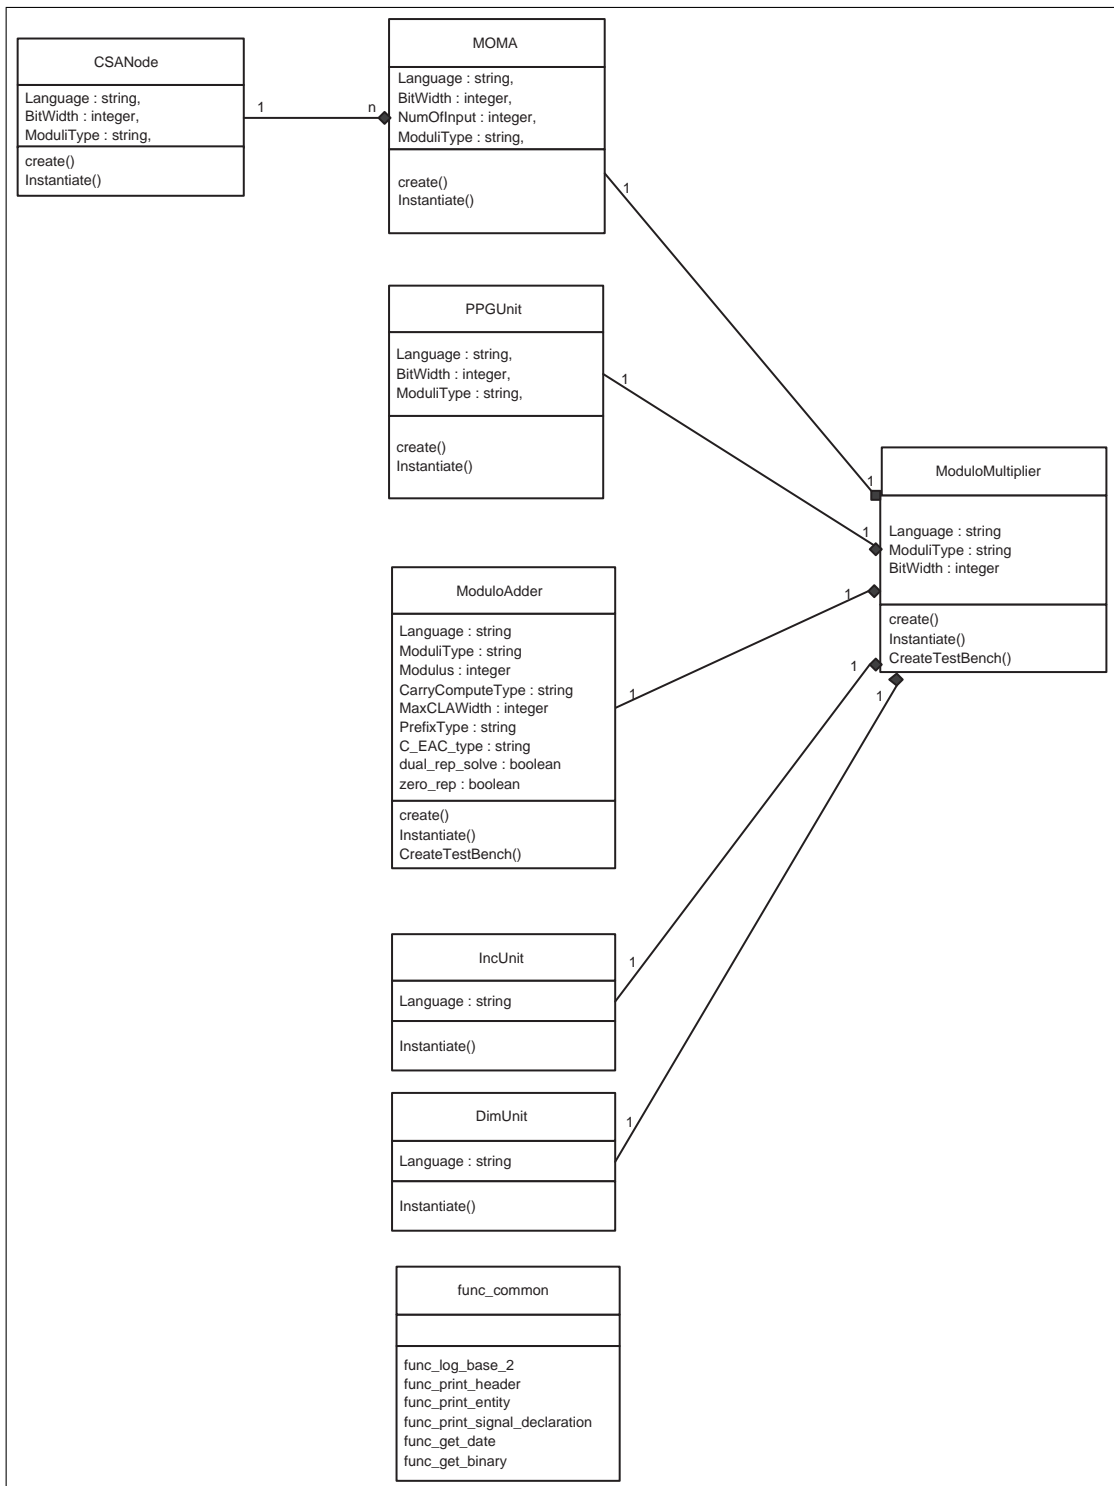 CSANode
Language : string,
BitWidth : integer,
ModuliType : string,
create()
Instantiate()
1
n
MOMA
Language : string,
BitWidth : integer,
NumOfInput : integer,
ModuliType : string,
create()
Instantiate()
1
1
PPGUnit
Language : string,
BitWidth : integer,
ModuliType : string,
create()
Instantiate()
1
1
ModuloMultiplier
Language : string
ModuliType : string
BitWidth : integer
create()
Instantiate()
CreateTestBench()
ModuloAdder
Language : string
ModuliType : string
Modulus : integer
CarryComputeType : string
MaxCLAWidth : integer
PrefixType : string
C_EAC_type : string
dual_rep_solve : boolean
zero_rep : boolean
create()
Instantiate()
CreateTestBench()
1
1
IncUnit
Language : string
Instantiate()
1
1
DimUnit
Language : string
Instantiate()
1
1
func_common
func_log_base_2
func_print_header
func_print_entity
func_print_signal_declaration
func_get_date
func_get_binary